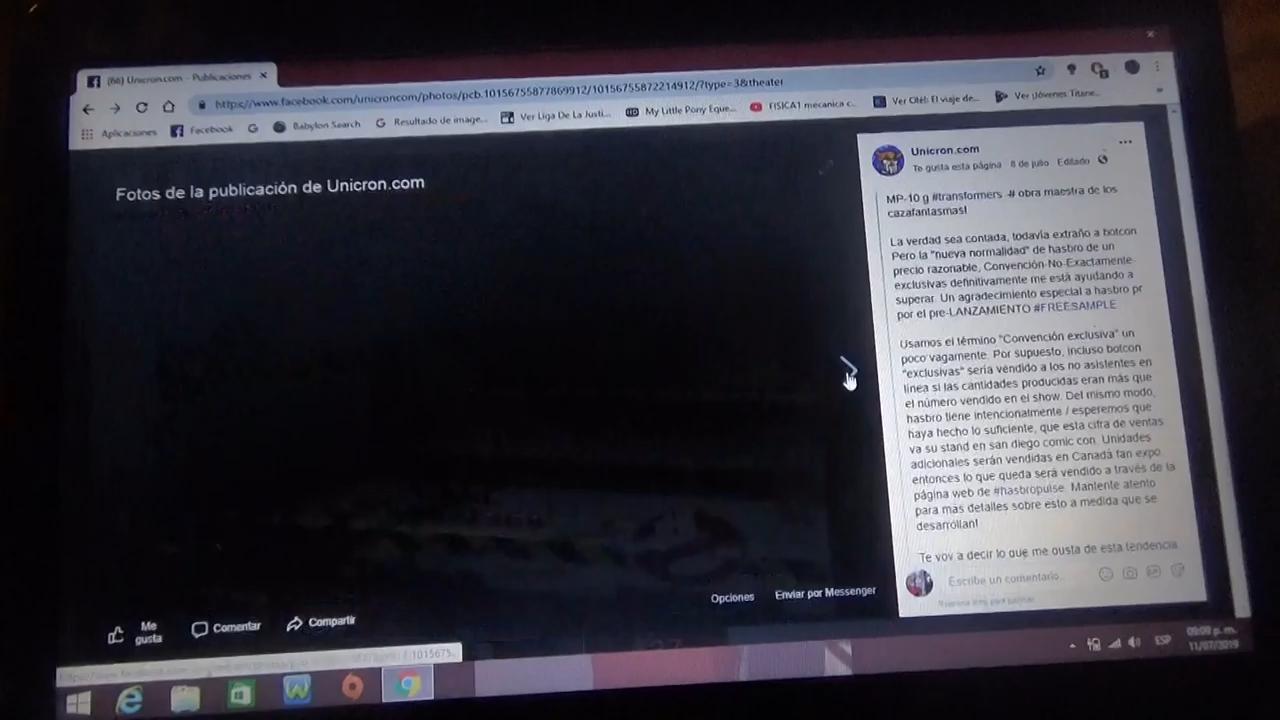 (66) Unicron.com - Publicaciones
https://www.facebook.com/unicroncom/photos/pcb.10156755877869912/10156755872214912/?type=3&theater
Aplicaciones
Facebook
Babylon Search
Resultado de image...
Ver Liga De La Justi...
My Little Pony Eque...
FISICA1 mecanica c...
Ver Olé!: El viaje de...
Ver ¡Jóvenes Titane...
Fotos de la publicación de Unicron.com
Unicron.com
Te gusta esta página 8 de julio Editado
MP-10 g #transformers # obra maestra de los
cazafantasmas!
La verdad sea contada, todavía extraño a botcon
Pero la "nueva normalidad" de hasbro de un
precio razonable, Convención-No-Exactamente
exclusivas definitivamente me está ayudando a
superar. Un agradecimiento especial a hasbro pr
por el pre-LANZAMIENTO #FREESAMPLE
Usamos el término "Convención exclusiva" un
poco vagamente. Por supuesto, incluso botcon
"exclusivas" sería vendido a los no asistentes en
línea si las cantidades producidas eran más que
el número vendido en el show. Del mismo modo,
hasbro tiene intencionalmente / esperemos que
haya hecho lo suficiente, que esta cifra de ventas
va su stand en san diego comic con. Unidades
adicionales serán vendidas en Canadá fan expo,
entonces lo que queda será vendido a través de la
página web de #hasbropulse. Mantente atento
para mas detalles sobre esto a medida que se
desarrollan!
Te voy a decir lo que me gusta de esta tendencia
Escribe un comentario...
Opciones
Enviar por Messenger
Me gusta
Comentar
Compartir
ESP
09:09 p. m.
11/07/2019